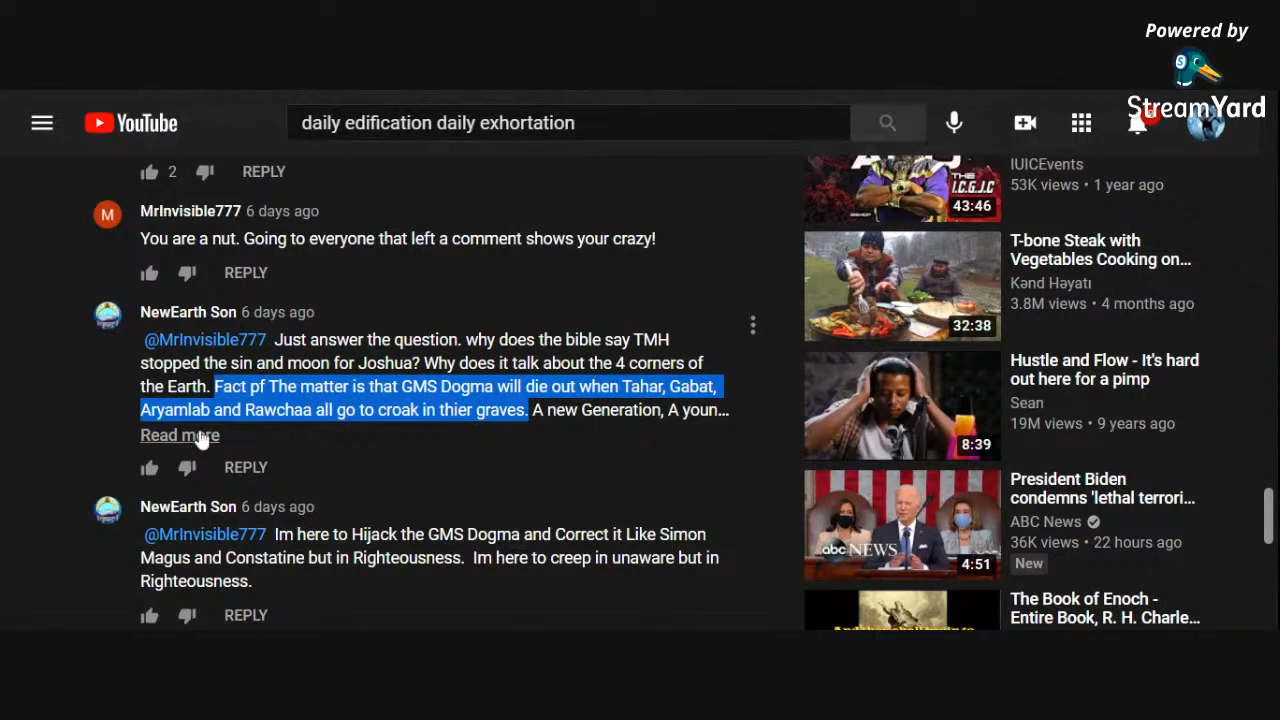 Powered by
StreamYard
YouTube
daily edification daily exhortation
2
REPLY
M
MrInvisible777 6 days ago
You are a nut. Going to everyone that left a comment shows your crazy!
REPLY
NewEarth Son 6 days ago
@MrInvisible777 Just answer the question. why does the bible say TMH
stopped the sin and moon for Joshua? Why does it talk about the 4 corners of
the Earth. Fact pf The matter is that GMS Dogma will die out when Tahar, Gabat,
Aryamlab and Rawchaa all go to croak in thier graves. A new Generation, A youn...
Read more
REPLY
NewEarth Son 6 days ago
@MrInvisible777 Im here to Hijack the GMS Dogma and Correct it Like Simon
Magus and Constatine but in Righteousness. Im here to creep in unaware but in
Righteousness.
REPLY
THE
I.C.G.J.C
43:46
IUICEvents
53K views • 1 year ago
32:38
T-bone Steak with
Vegetables Cooking on...
Kənd Həyatı
3.8M views • 4 months ago
8:39
Hustle and Flow - It's hard
out here for a pimp
Sean
19M views • 9 years ago
abc NEWS
4:51
President Biden
condemns 'lethal terrori...
ABC News
36K views • 22 hours ago
New
The Book of Enoch -
Entire Book, R. H. Charle...